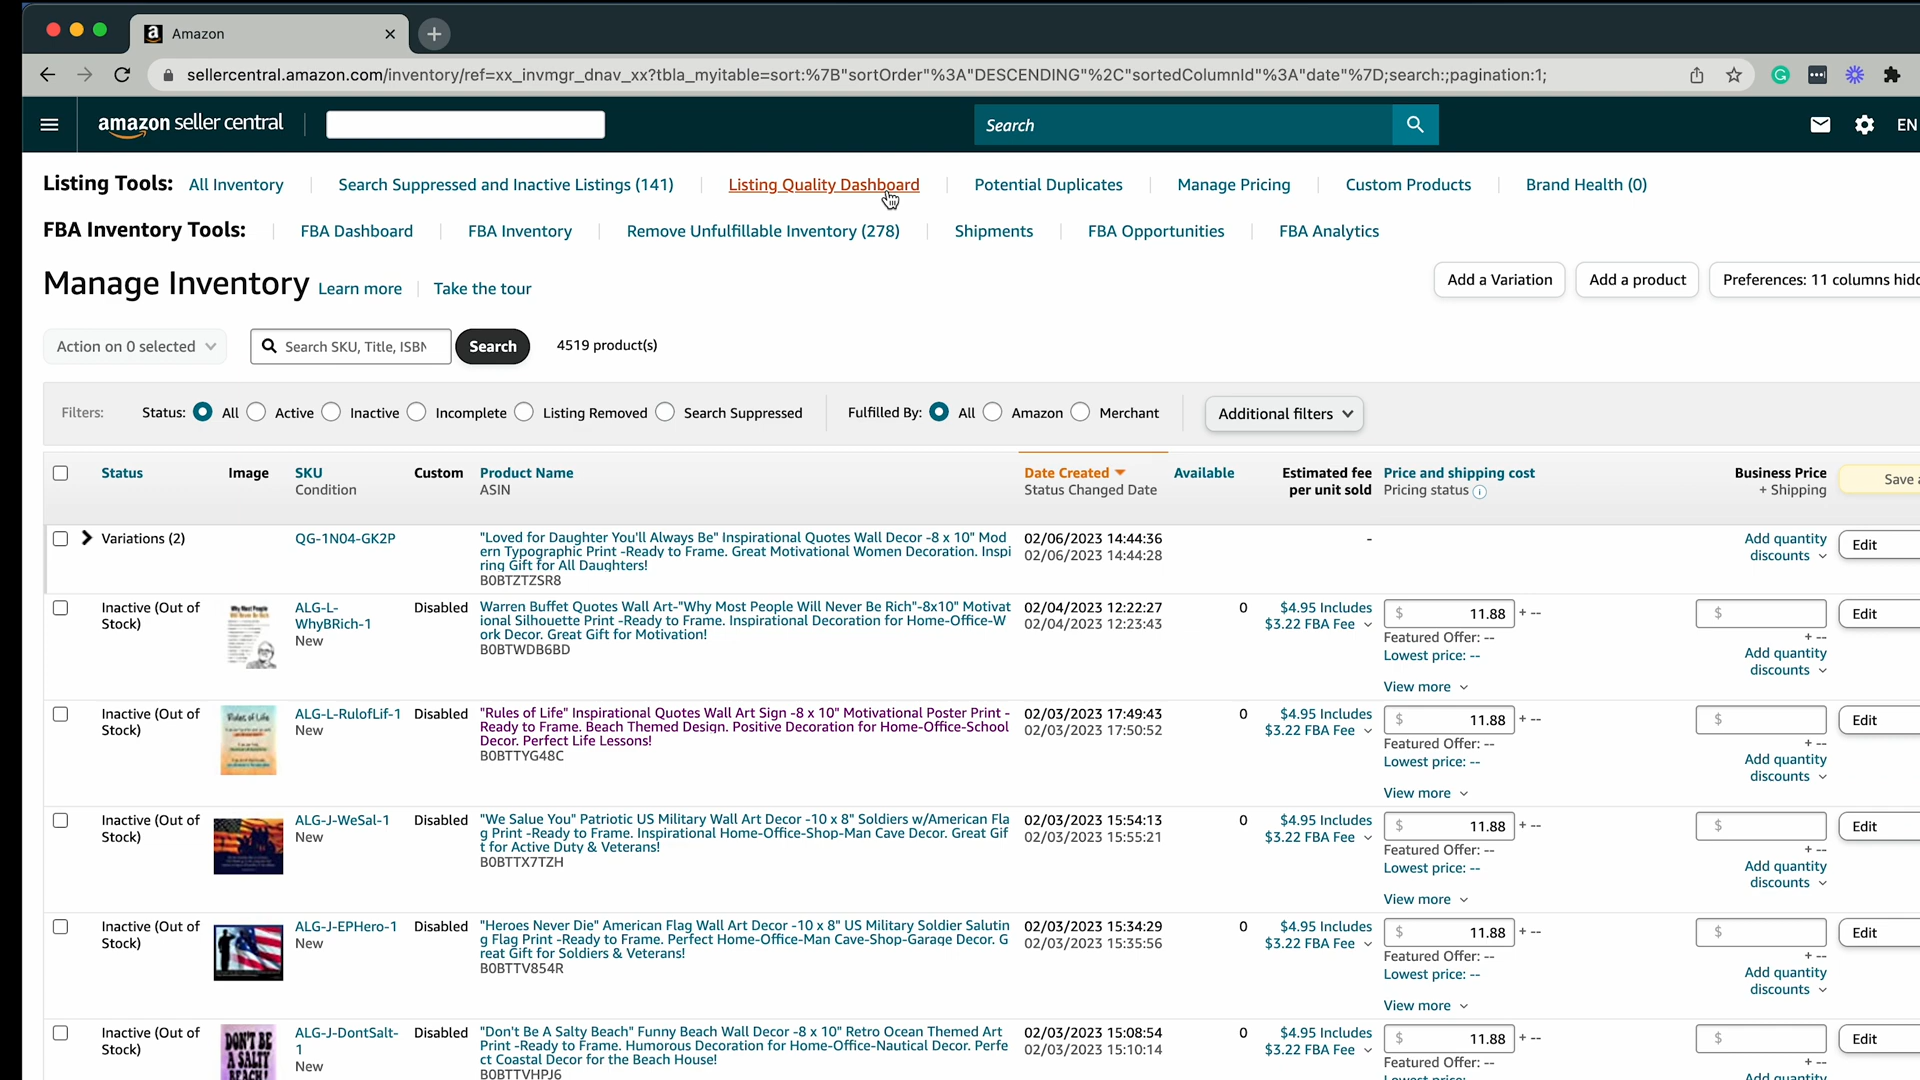 Amazon
sellercentral.amazon.com/inventory/ref=xx_invmgr_dnav_xx?tbla_myitable=sort:%7B"sortOrder"%3A"DESCENDING"%2C"sortedColumnId"%3A"date"%7D;search:;pagination:1;
amazon seller central
Search
EN
Listing Tools: All Inventory Search Suppressed and Inactive Listings (141) Listing Quality Dashboard Potential Duplicates Manage Pricing Custom Products Brand Health (0)
FBA Inventory Tools: FBA Dashboard FBA Inventory Remove Unfulfillable Inventory (278) Shipments FBA Opportunities FBA Analytics
Manage Inventory Learn more Take the tour Add a Variation Add a product Preferences: 11 columns hid
Action on 0 selected Search SKU, Title, ISBN Search 4519 product(s)
Filters: Status: All Active Inactive Incomplete Listing Removed Search Suppressed Fulfilled By: All Amazon Merchant Additional filters
Status Image SKU Custom Product Name Date Created Available Estimated fee Price and shipping cost Business Price Save
Condition ASIN Status Changed Date per unit sold Pricing status + Shipping
Variations (2) QG-1N04-GK2P "Loved for Daughter You'll Always Be" Inspirational Quotes Wall Decor -8 x 10" Mod 02/06/2023 14:44:36 - Add quantity Edit
ern Typographic Print -Ready to Frame. Great Motivational Women Decoration. Inspi 02/06/2023 14:44:28 discounts
ring Gift for All Daughters!
B0BTZTZSR8
Inactive (Out of ALG-L- Disabled Warren Buffet Quotes Wall Art-"Why Most People Will Never Be Rich"-8x10" Motivat 02/04/2023 12:22:27 0 $4.95 Includes $ 11.88 + -- $ Edit
Stock) WhyBRich-1 ional Silhouette Print -Ready to Frame. Inspirational Decoration for Home-Office-W 02/04/2023 12:23:43 $3.22 FBA Fee
New ork Decor. Great Gift for Motivation! Featured Offer: -- + --
B0BTWDB6BD Lowest price: -- Add quantity
discounts
View more
Inactive (Out of ALG-L-RulofLif-1 Disabled "Rules of Life" Inspirational Quotes Wall Art Sign -8 x 10" Motivational Poster Print - 02/03/2023 17:49:43 0 $4.95 Includes $ 11.88 + -- $ Edit
Stock) New Ready to Frame. Beach Themed Design. Positive Decoration for Home-Office-School 02/03/2023 17:50:52 $3.22 FBA Fee
Decor. Perfect Life Lessons! Featured Offer: -- + --
B0BTTYG48C Lowest price: -- Add quantity
discounts
View more
Inactive (Out of ALG-J-WeSal-1 Disabled "We Salue You" Patriotic US Military Wall Art Decor -10 x 8" Soldiers w/American Fla 02/03/2023 15:54:13 0 $4.95 Includes $ 11.88 + -- $ Edit
Stock) New g Print -Ready to Frame. Inspirational Home-Office-Shop-Man Cave Decor. Great Gif 02/03/2023 15:55:21 $3.22 FBA Fee
t for Active Duty & Veterans! Featured Offer: -- + --
B0BTTX7TZH Lowest price: -- Add quantity
discounts
View more
Inactive (Out of ALG-J-EPHero-1 Disabled "Heroes Never Die" American Flag Wall Art Decor -10 x 8" US Military Soldier Salutin 02/03/2023 15:34:29 0 $4.95 Includes $ 11.88 + -- $ Edit
Stock) New g Flag Print -Ready to Frame. Perfect Home-Office-Man Cave-Shop-Garage Decor. G 02/03/2023 15:35:56 $3.22 FBA Fee
reat Gift for Soldiers & Veterans! Featured Offer: -- + --
B0BTTV854R Lowest price: -- Add quantity
discounts
View more
Inactive (Out of ALG-J-DontSalt- Disabled "Don't Be A Salty Beach" Funny Beach Wall Decor -8 x 10" Retro Ocean Themed Art 02/03/2023 15:08:54 0 $4.95 Includes $ 11.88 + -- $ Edit
Stock) 1 Print -Ready to Frame. Humorous Decoration for Home-Office-Nautical Decor. Perfe 02/03/2023 15:10:14 $3.22 FBA Fee
New ct Coastal Decor for the Beach House! Featured Offer: -- + --
B0BTTVHPJ6